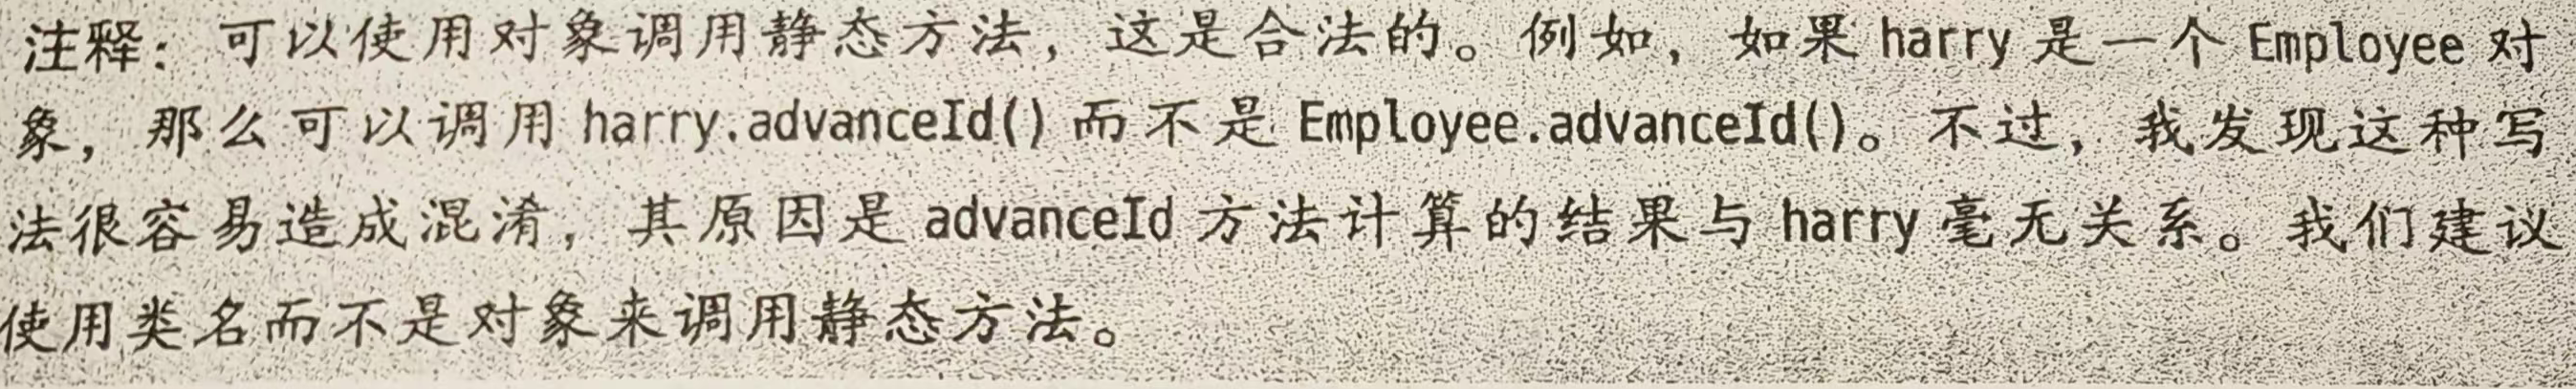 注释：可以使用对象调用静态方法，这是合法的。例如，如果 harry 是一个 Employee 对
象，那么可以调用 harry.advanceId() 而不是 Employee.advanceId()。不过，我发现这种写
法很容易造成混淆，其原因是 advanceId 方法计算的结果与 harry 毫无关系。我们建议
使用类名而不是对象来调用静态方法。